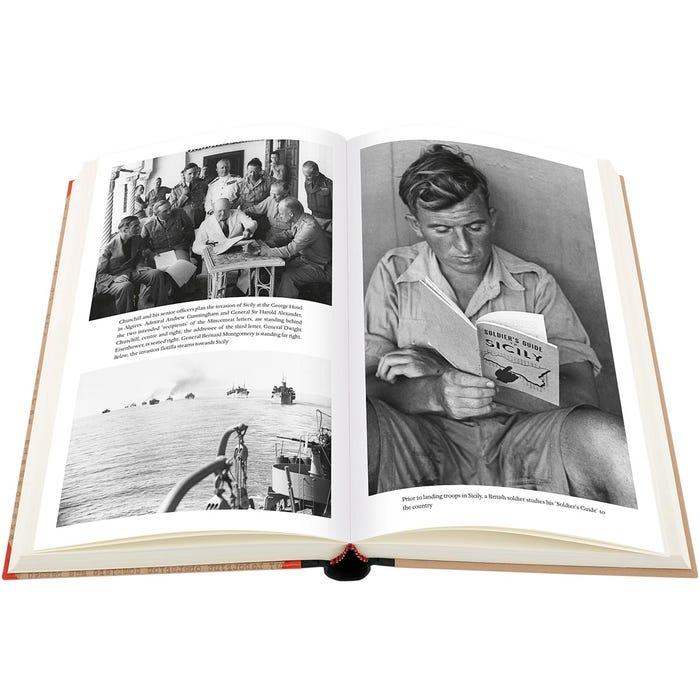 Churchill and his senior officers plan the invasion of Sicily at the George Hotel
in Algiers. Admiral Andrew Cunningham and General Sir Harold Alexander,
the two intended 'recipients' of the Mincemeat letters, are standing behind
Churchill, centre and right; the addressee of the third letter, General Dwight
Eisenhower, is seated right. General Bernard Montgomery is standing far right.
Below, the invasion flotilla steams towards Sicily
SOLDIER'S GUIDE
SICILY
Prior to landing troops in Sicily, a British soldier studies his 'Soldier's Guide' to
the country